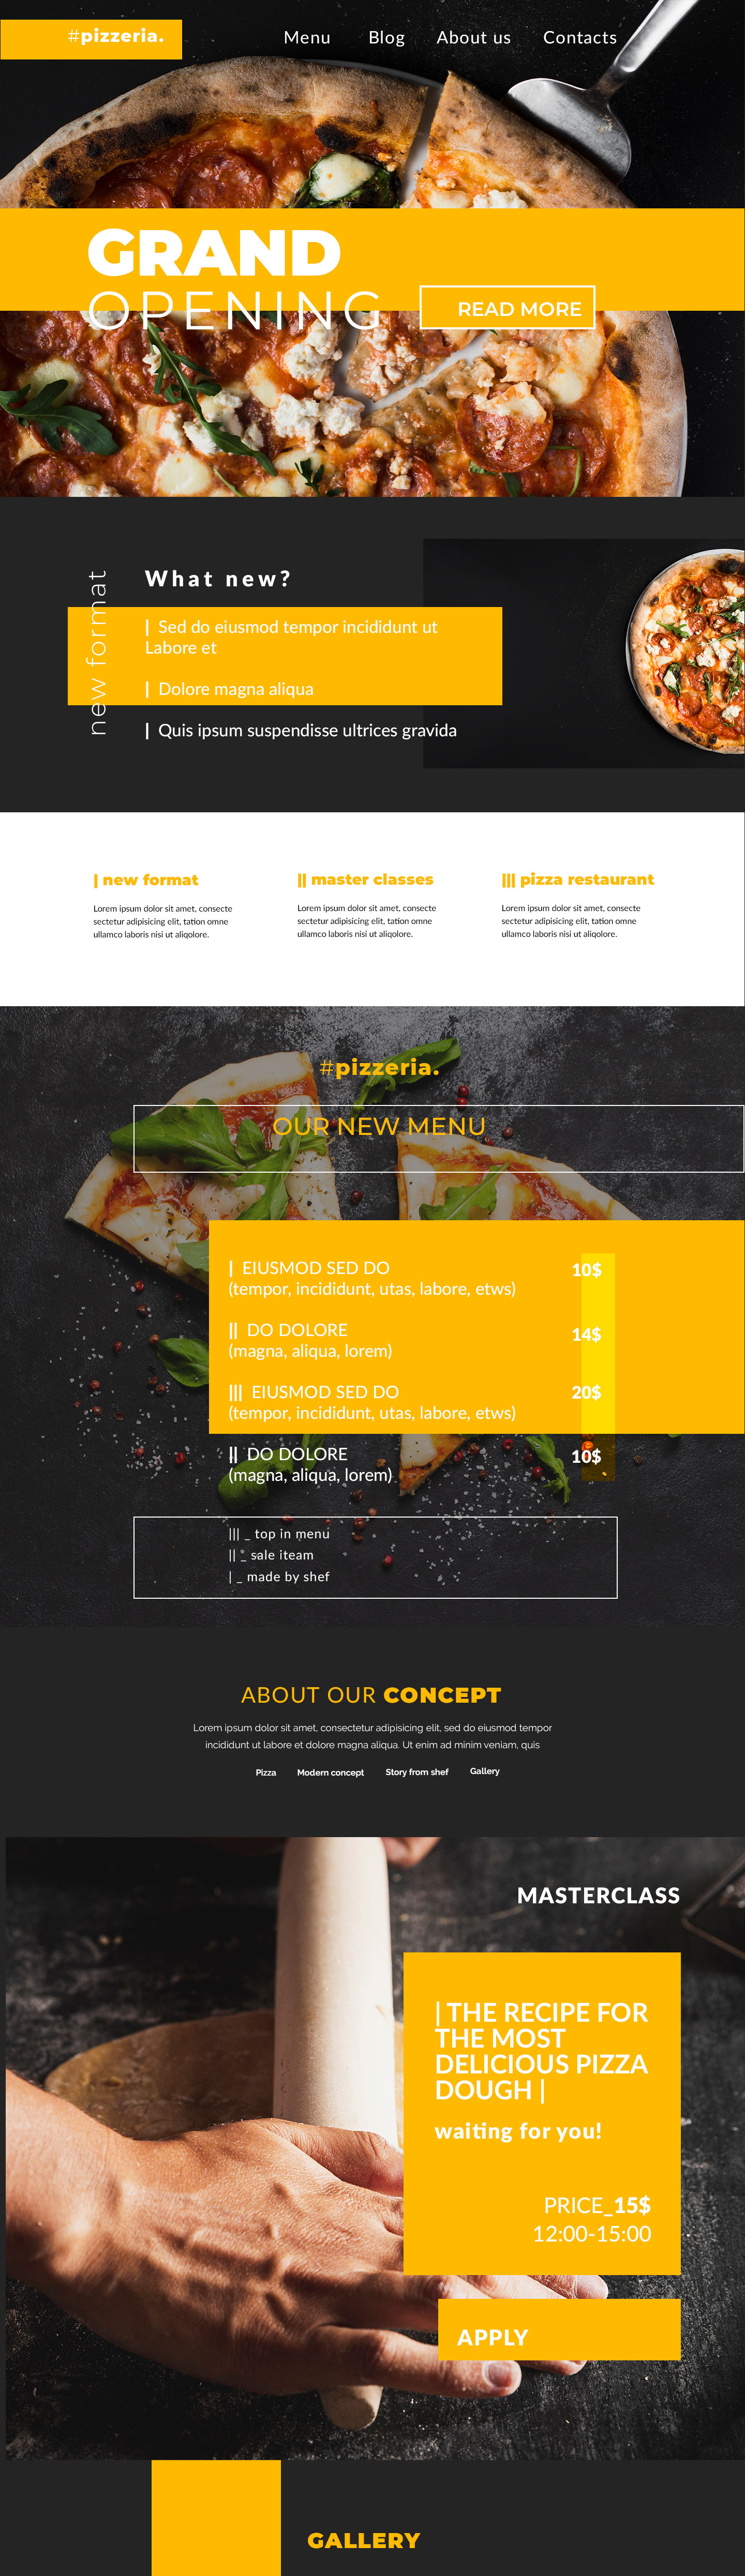 #pizzeria.
Menu Blog About us Contacts
GRAND
OPENING
READ MORE
new format
What new?
| Sed do eiusmod tempor incididunt ut
Labore et
| Dolore magna aliqua
| Quis ipsum suspendisse ultrices gravida
| new format
Lorem ipsum dolor sit amet, consecte
sectetur adipisicing elit, tation omne
ullamco laboris nisi ut aliqolore.
|| master classes
Lorem ipsum dolor sit amet, consecte
sectetur adipisicing elit, tation omne
ullamco laboris nisi ut aliqolore.
||| pizza restaurant
Lorem ipsum dolor sit amet, consecte
sectetur adipisicing elit, tation omne
ullamco laboris nisi ut aliqolore.
#pizzeria.
OUR NEW MENU
| EIUSMOD SED DO 10$
(tempor, incididunt, utas, labore, etws)
|| DO DOLORE 14$
(magna, aliqua, lorem)
||| EIUSMOD SED DO 20$
(tempor, incididunt, utas, labore, etws)
|| DO DOLORE 10$
(magna, aliqua, lorem)
||| _ top in menu
|| _ sale iteam
| _ made by shef
ABOUT OUR CONCEPT
Lorem ipsum dolor sit amet, consectetur adipisicing elit, sed do eiusmod tempor
incididunt ut labore et dolore magna aliqua. Ut enim ad minim veniam, quis
Pizza Modern concept Story from shef Gallery
MASTERCLASS
| THE RECIPE FOR
THE MOST
DELICIOUS PIZZA
DOUGH |
waiting for you!
PRICE_15$
12:00-15:00
APPLY
GALLERY